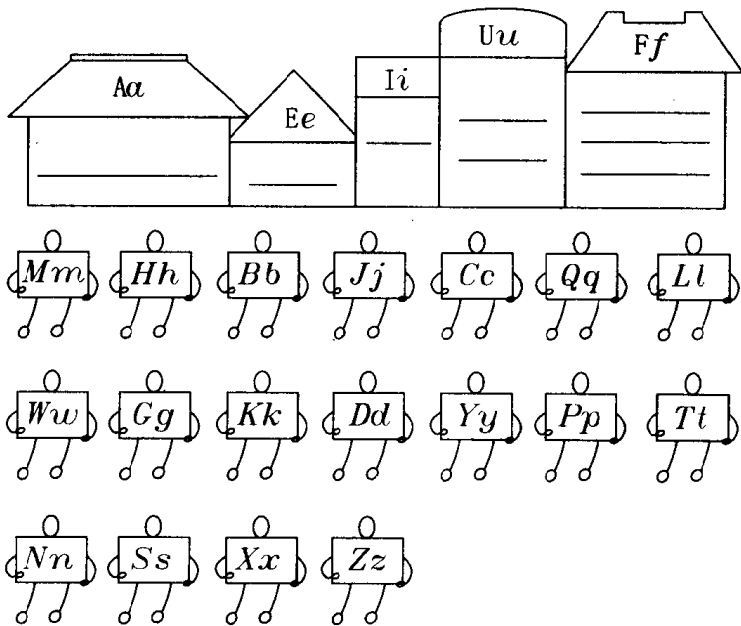 Aa Ee Ii Uu Ff
Mm Hh Bb Jj Cc Qq Ll
Ww Gg Kk Dd Yy Pp Tt
Nn Ss Xx Zz